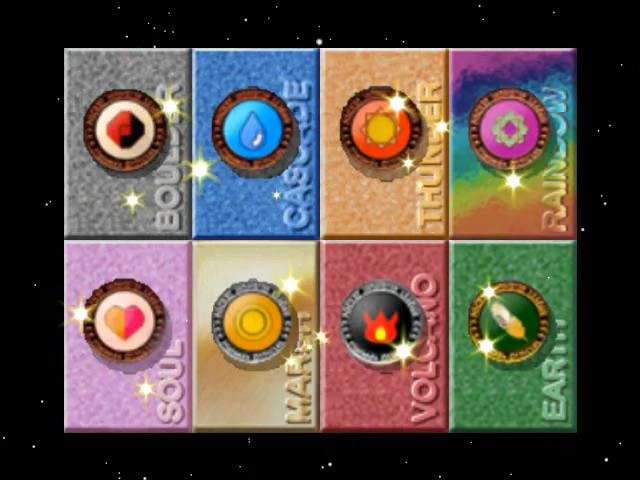 BOULDER
CASCADE
THUNDER
RAINBOW
SOUL
MARSH
VOLCANO
EARTH